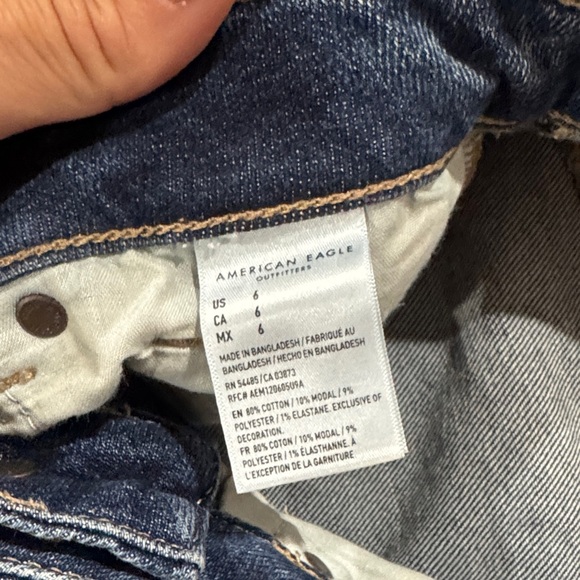 AMERICAN EAGLE
OUTFITTERS
US 6
CA 6
MX 6
MADE IN BANGLADESH / FABRIQUÉ AU
BANGLADESH / HECHO EN BANGLADESH
RN 54485 / CA 03873
RFC# AEM1206050U9A
EN 80% COTTON / 10% MODAL / 9%
POLYESTER / 1% ELASTANE. EXCLUSIVE OF
DECORATION.
FR 80% COTON / 10% MODAL / 9%
POLYESTER / 1% ÉLASTHANNE. À
L'EXCEPTION DE LA GARNITURE